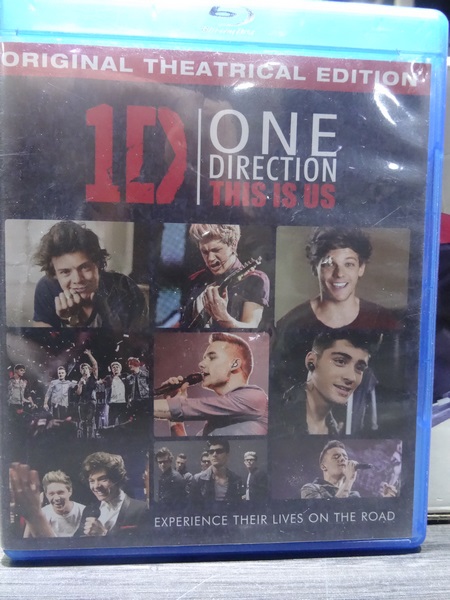 ORIGINAL THEATRICAL EDITION
1D
ONE
DIRECTION
THIS IS US
EXPERIENCE THEIR LIVES ON THE ROAD